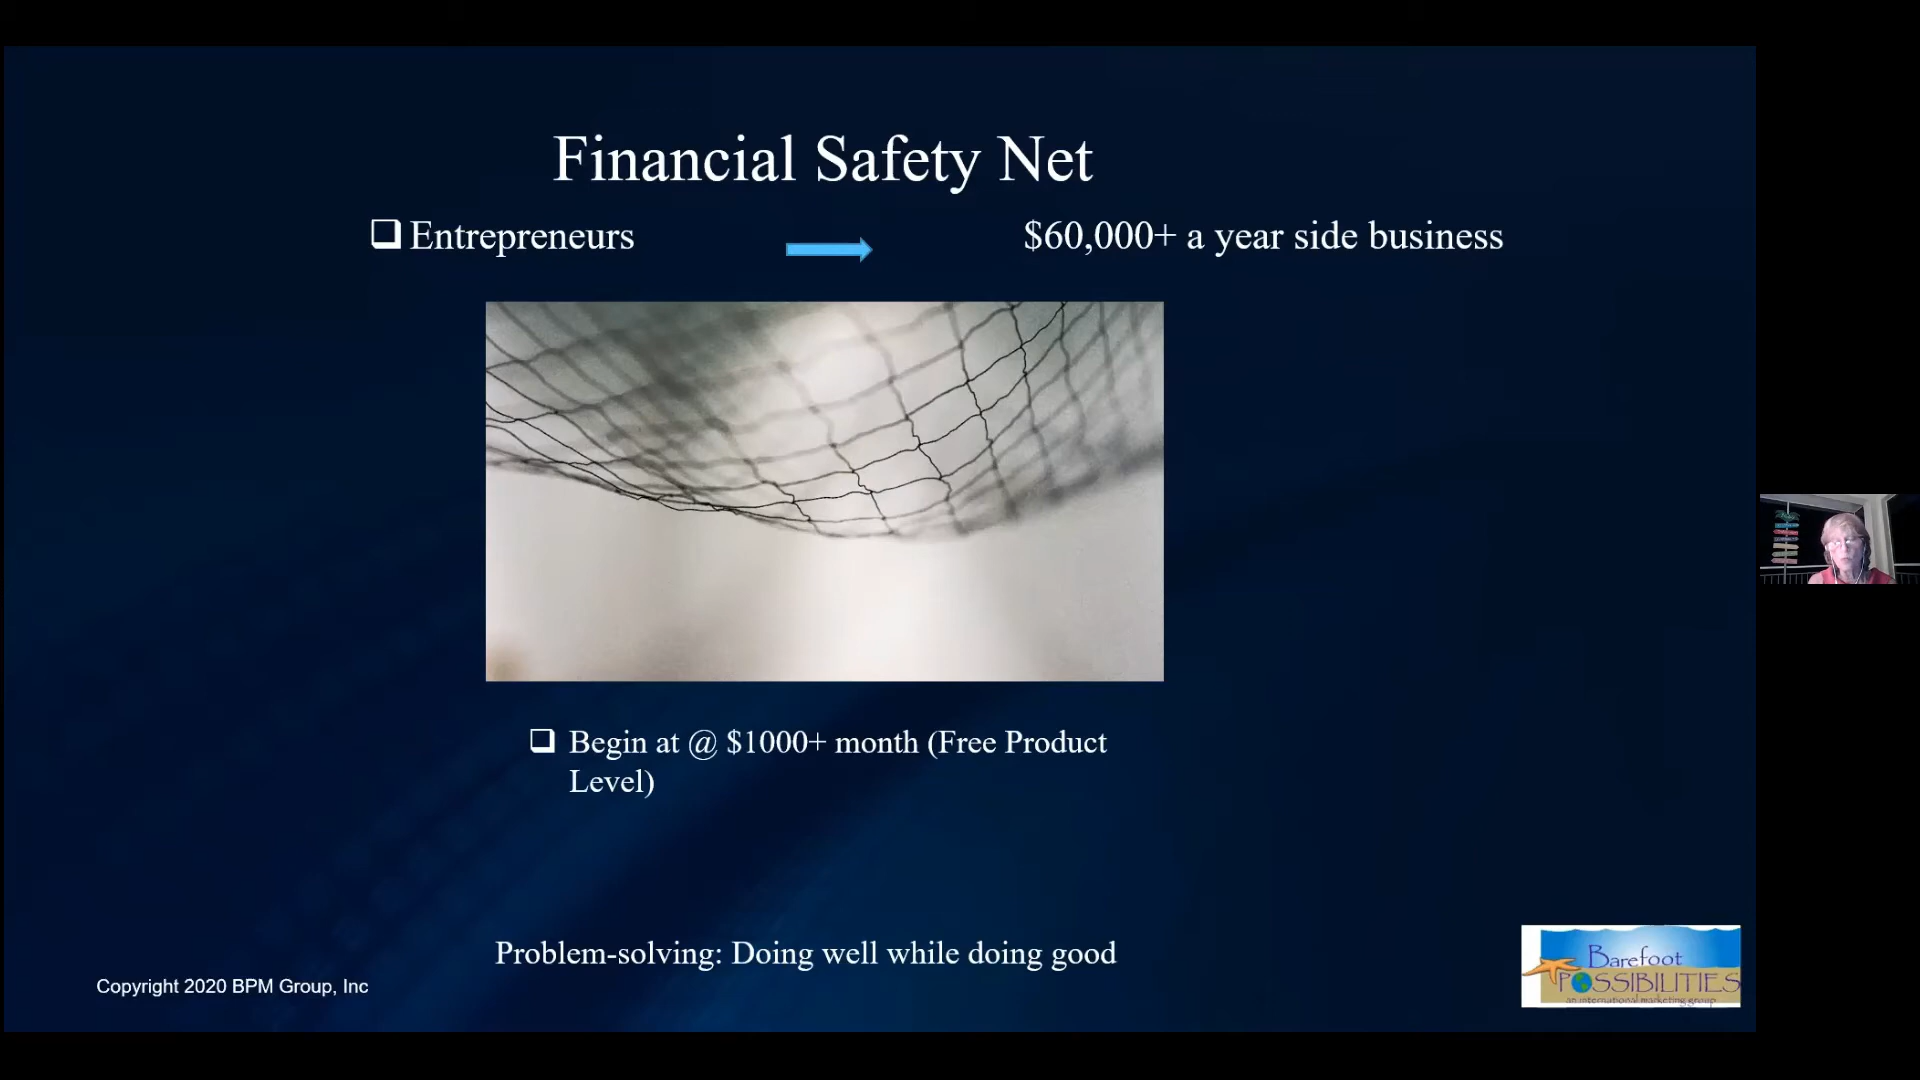 Financial Safety Net
Entrepreneurs
$60,000+ a year side business
Begin at @ $1000+ month (Free Product
Level)
Problem-solving: Doing well while doing good
Copyright 2020 BPM Group, Inc
Barefoot
POSSIBILITIES
an international marketing group